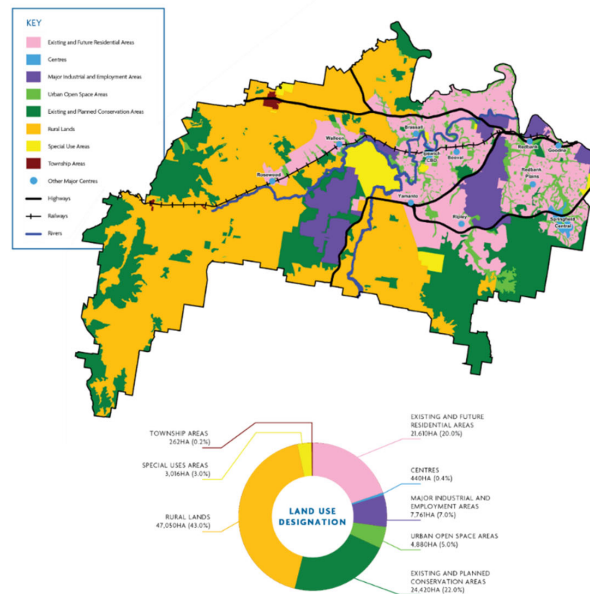 KEY
Existing and Future Residential Areas
Centres
Major Industrial and Employment Areas
Urban Open Space Areas
Existing and Planned Conservation Areas
Rural Lands
Special Use Areas
Township Areas
Other Major Centres
Highways
Railways
Rivers
Walloon
Rosewood
Brassall
Ipswich
CBD
Booval
Redbank
Goodna
Redbank
Plains
Yamanto
Ripley
Springfield
Central
TOWNSHIP AREAS
262HA (0.2%)
SPECIAL USES AREAS
3,016HA (3.0%)
RURAL LANDS
47,050HA (43.0%)
LAND USE
DESIGNATION
EXISTING AND FUTURE
RESIDENTIAL AREAS
21,610HA (20.0%)
CENTRES
440HA (0.4%)
MAJOR INDUSTRIAL AND
EMPLOYMENT AREAS
7,761HA (7.0%)
URBAN OPEN SPACE AREAS
4,880HA (5.0%)
EXISTING AND PLANNED
CONSERVATION AREAS
24,420HA (22.0%)